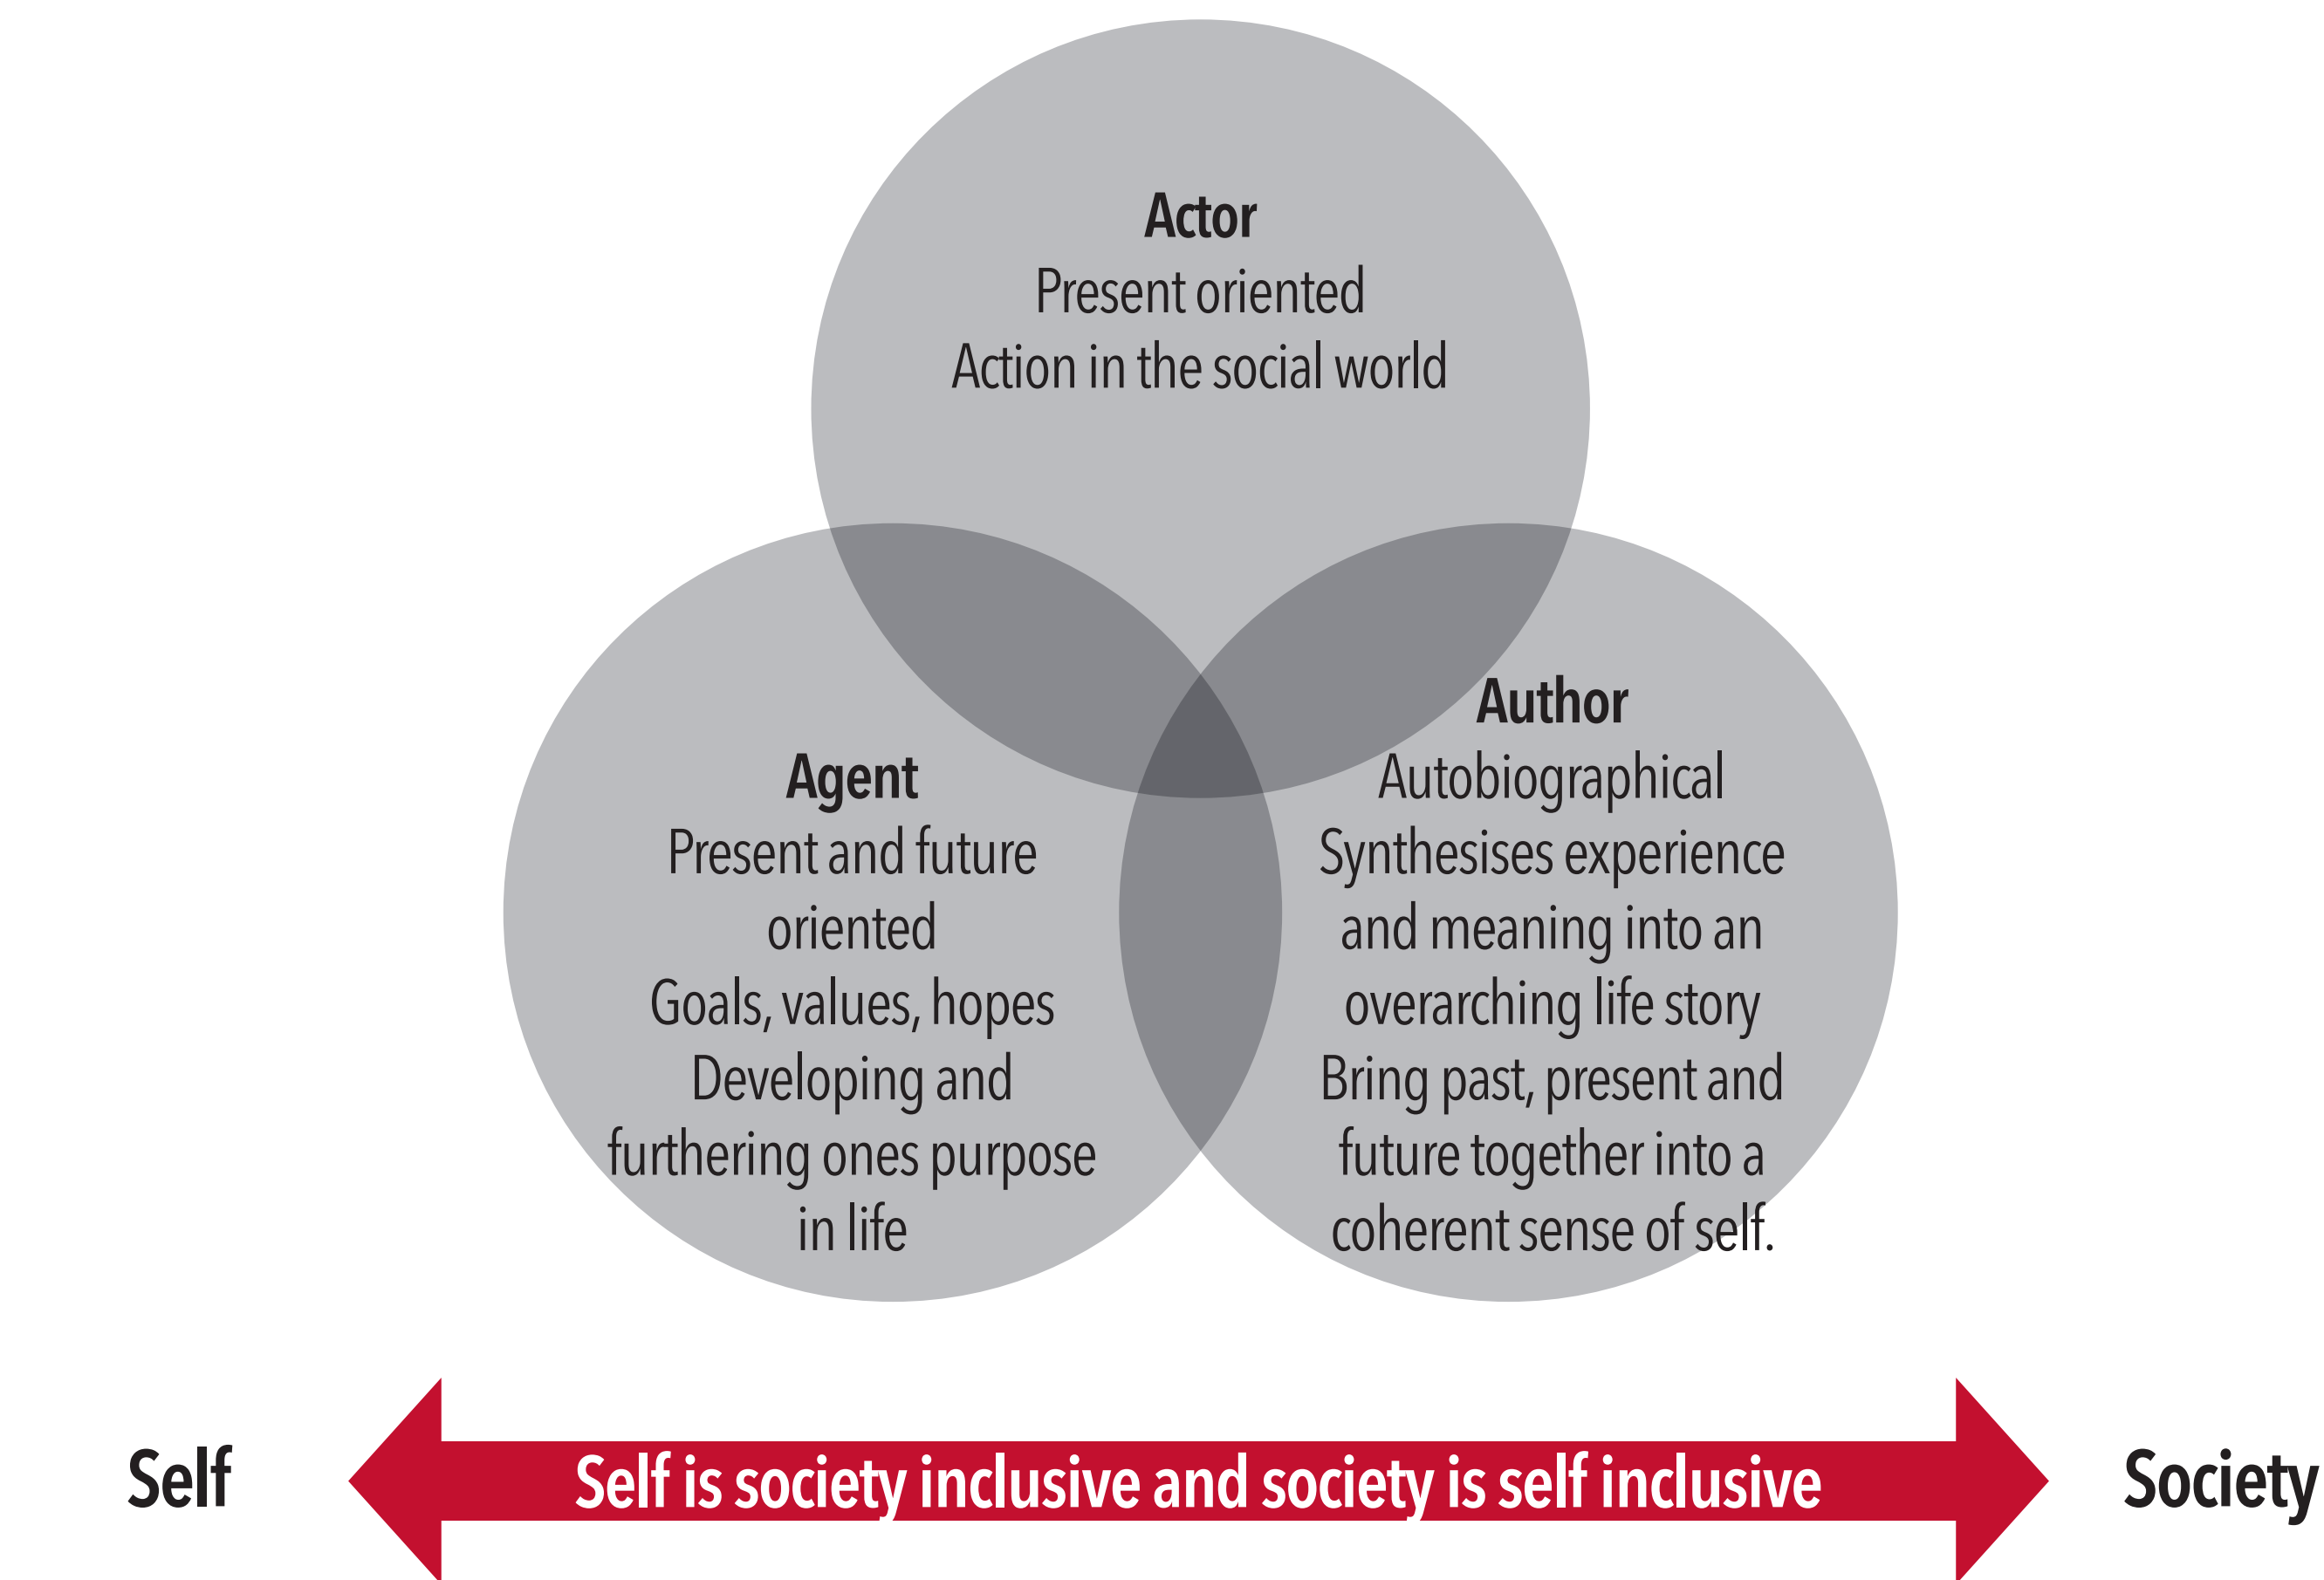 Actor
Present oriented
Action in the social world
Agent
Present and future
oriented
Goals, values, hopes
Developing and
furthering ones purpose
in life
Author
Autobiographical
Synthesises experience
and meaning into an
overarching life story
Bring past, present and
future together into a
coherent sense of self.
Self
Self is society inclusive and society is self inclusive
Society